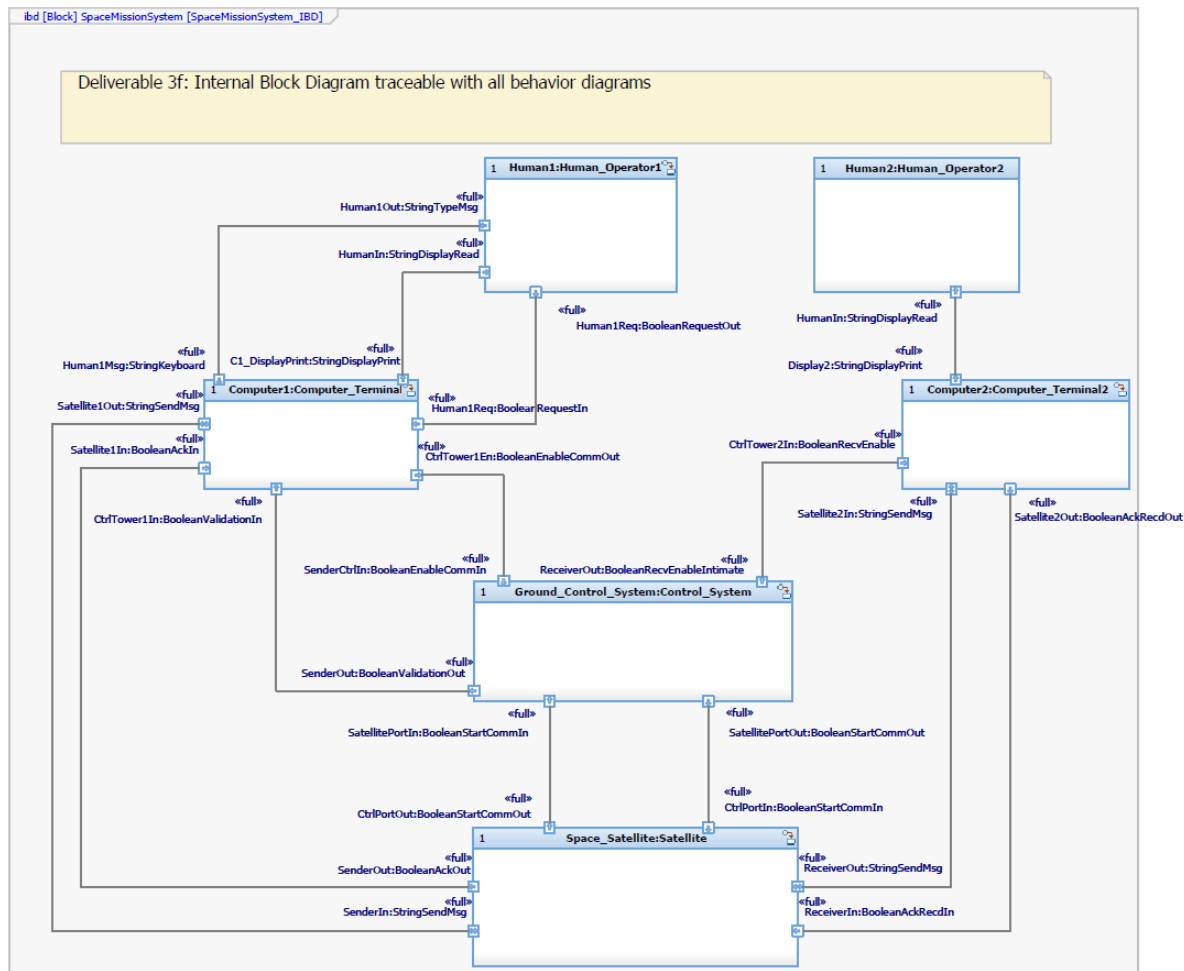 ibd [Block] SpaceMissionSystem [SpaceMissionSystem_IBD]
Deliverable 3f: Internal Block Diagram traceable with all behavior diagrams
1 Human1:Human_Operator1
1 Human2:Human_Operator2
«full»
Human1Out:StringTypeMsg
«full»
HumanIn:StringDisplayRead
«full»
Human1Req:BooleanRequestOut
«full»
HumanIn:StringDisplayRead
«full»
Human1Msg:StringKeyboard
«full»
C1_DisplayPrint:StringDisplayPrint
«full»
Display2:StringDisplayPrint
1 Computer1:Computer_Terminal
1 Computer2:Computer_Terminal2
«full»
Satellite1Out:StringSendMsg
«full»
Human1Req:BooleanRequestIn
«full»
Satellite1In:BooleanAckIn
«full»
CtrlTower1En:BooleanEnableCommOut
«full»
CtrlTower2In:BooleanRecvEnable
«full»
CtrlTower1In:BooleanValidationIn
«full»
Satellite2In:StringSendMsg
«full»
Satellite2Out:BooleanAckRecdOut
«full»
SenderCtrlIn:BooleanEnableCommIn
«full»
ReceiverOut:BooleanRecvEnableIntimate
1 Ground_Control_System:Control_System
«full»
SenderOut:BooleanValidationOut
«full»
SatellitePortIn:BooleanStartCommIn
«full»
SatellitePortOut:BooleanStartCommOut
«full»
CtrlPortOut:BooleanStartCommOut
«full»
CtrlPortIn:BooleanStartCommIn
1 Space_Satellite:Satellite
«full»
SenderOut:BooleanAckOut
«full»
ReceiverOut:StringSendMsg
«full»
SenderIn:StringSendMsg
«full»
ReceiverIn:BooleanAckRecdIn